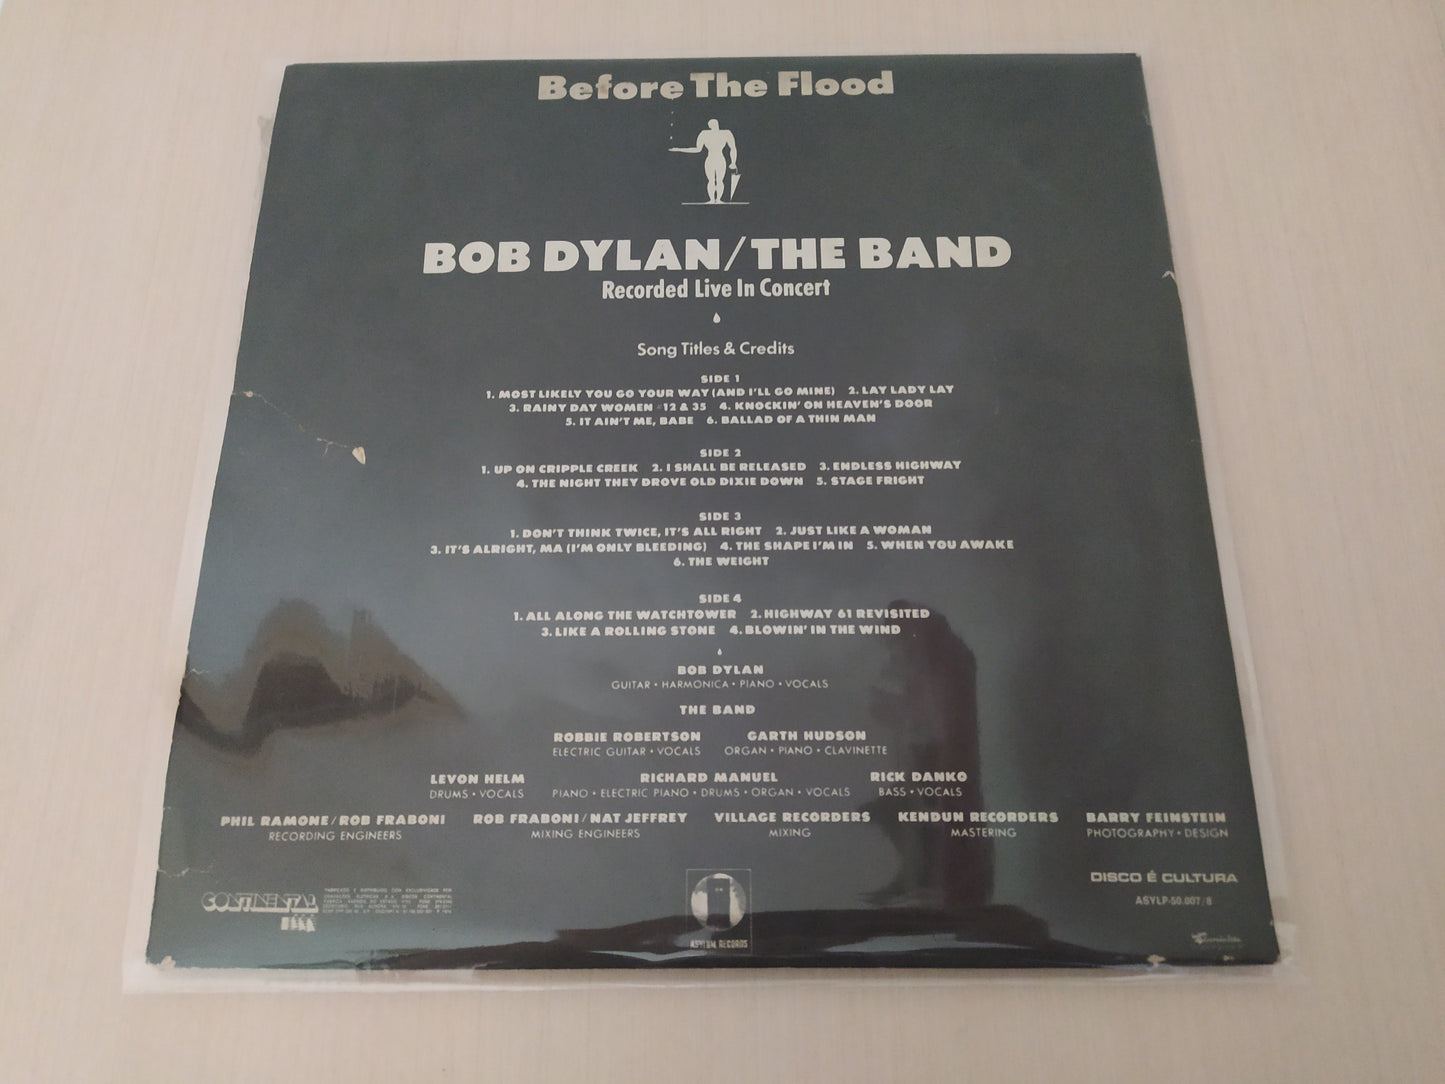 Before The Flood
BOB DYLAN/THE BAND
Recorded Live In Concert
Song Titles & Credits
SIDE 1
1. MOST LIKELY YOU GO YOUR WAY (AND I'LL GO MINE) 2. LAY LADY LAY
3. RAINY DAY WOMEN #12 & 35 4. KNOCKIN' ON HEAVEN'S DOOR
5. IT AIN'T ME, BABE 6. BALLAD OF A THIN MAN
SIDE 2
1. UP ON CRIPPLE CREEK 2. I SHALL BE RELEASED 3. ENDLESS HIGHWAY
4. THE NIGHT THEY DROVE OLD DIXIE DOWN 5. STAGE FRIGHT
SIDE 3
1. DON'T THINK TWICE, IT'S ALL RIGHT 2. JUST LIKE A WOMAN
3. IT'S ALRIGHT, MA (I'M ONLY BLEEDING) 4. THE SHAPE I'M IN 5. WHEN YOU AWAKE
6. THE WEIGHT
SIDE 4
1. ALL ALONG THE WATCHTOWER 2. HIGHWAY 61 REVISITED
3. LIKE A ROLLING STONE 4. BLOWIN' IN THE WIND
BOB DYLAN
GUITAR • HARMONICA • PIANO • VOCALS
THE BAND
ROBBIE ROBERTSON GARTH HUDSON
ELECTRIC GUITAR • VOCALS ORGAN • PIANO • CLAVINETTE
LEVON HELM RICHARD MANUEL RICK DANKO
DRUMS • VOCALS PIANO • ELECTRIC PIANO • DRUMS • ORGAN • VOCALS BASS • VOCALS
PHIL RAMONE/ROB FRABONI ROB FRABONI/NAT JEFFREY VILLAGE RECORDERS KENDUN RECORDERS BARRY FEINSTEIN
RECORDING ENGINEERS MIXING ENGINEERS MIXING MASTERING PHOTOGRAPHY • DESIGN
DISCO É CULTURA
CONTINENTAL
FABRICADO E DISTRIBUIDO COM EXCLUSIVIDADE POR
ASYLP-50.007/8
ASYLUM RECORDS